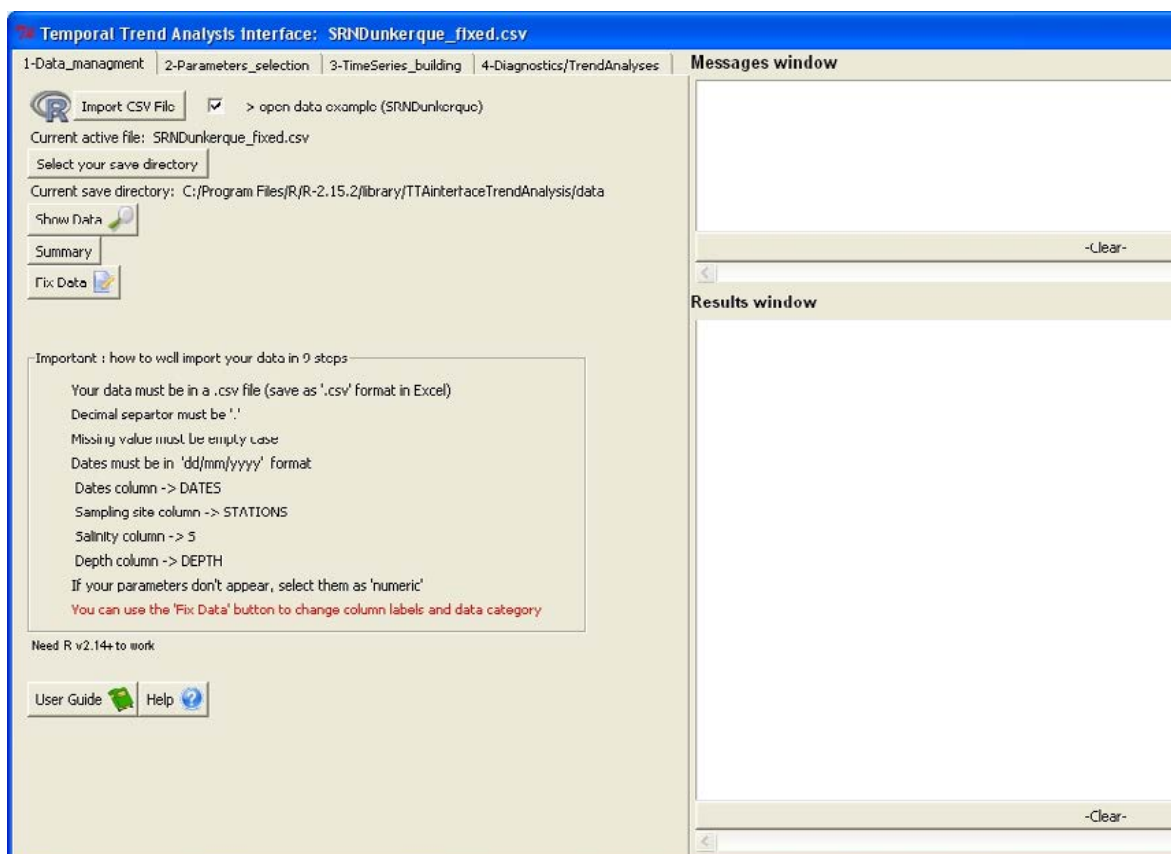 Temporal Trend Analysis Interface: SRNDunkerque_fixed.csv
1-Data_managment 2-Parameters_selection 3-TimeSeries_building 4-Diagnostics/TrendAnalyses
Messages window
R Import CSV File > open data example (SRNDunkerque)
Current active file: SRNDunkerque_fixed.csv
Select your save directory
Current save directory: C:/Program Files/R/R-2.15.2/library/TTAinterfaceTrendAnalysis/data
Show Data
Summary
-Clear-
Fix Data
Results window
Important : how to well import your data in 9 steps
Your data must be in a .csv file (save as '.csv' format in Excel)
Decimal separtor must be '.'
Missing value must be empty case
Dates must be in 'dd/mm/yyyy' format
Dates column -> DATES
Sampling site column -> STATIONS
Salinity column -> S
Depth column -> DEPTH
If your parameters don't appear, select them as 'numeric'
You can use the 'Fix Data' button to change column labels and data category
Need R v2.14+ to work
User Guide Help
-Clear-